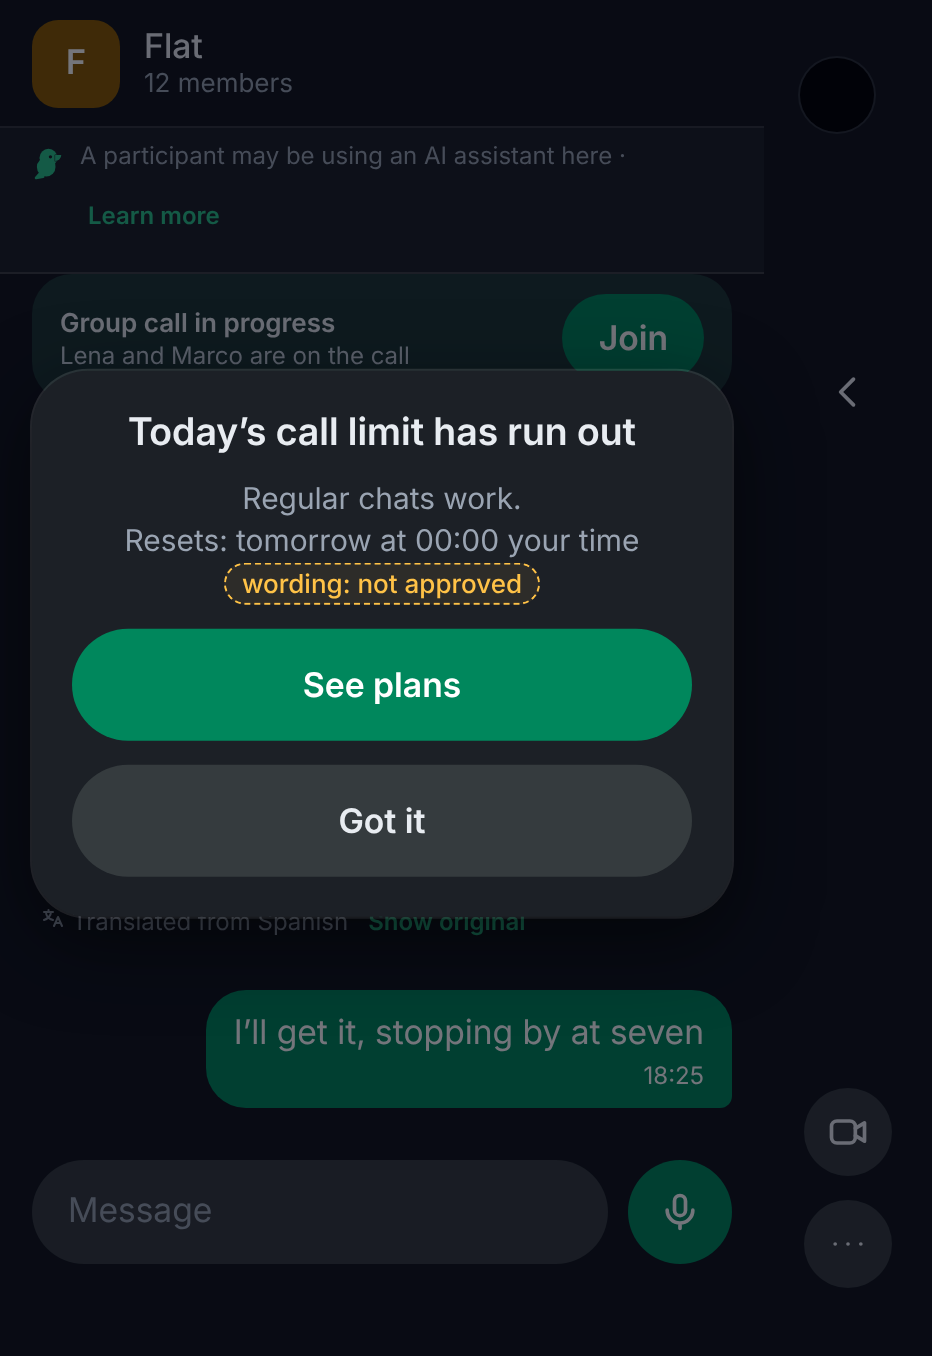 F
Flat
12 members
A participant may be using an AI assistant here ·
Learn more
Group call in progress
Lena and Marco are on the call
Join
Today’s call limit has run out
Regular chats work.
Resets: tomorrow at 00:00 your time
wording: not approved
See plans
Got it
Translated from Spanish Show original
I’ll get it, stopping by at seven
18:25
Message